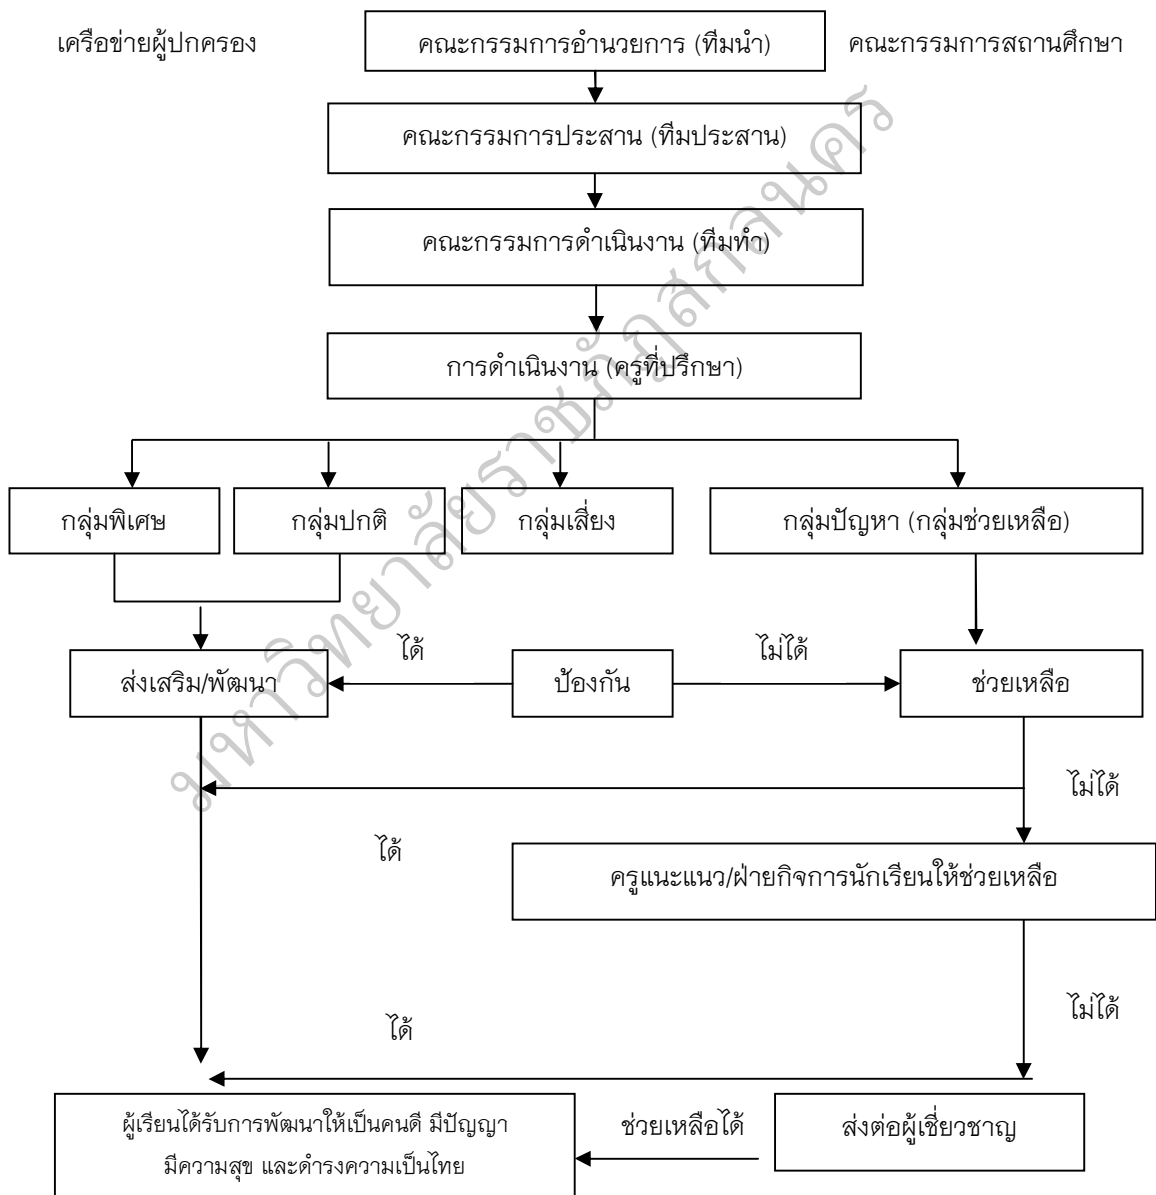 เครือข่ายผู้ปกครอง
คณะกรรมการอำนวยการ (ทีมนำ)
คณะกรรมการสถานศึกษา
คณะกรรมการประสาน (ทีมประสาน)
คณะกรรมการดำเนินงาน (ทีมทำ)
การดำเนินงาน (ครูที่ปรึกษา)
กลุ่มพิเศษ
กลุ่มปกติ
กลุ่มเสี่ยง
กลุ่มปัญหา (กลุ่มช่วยเหลือ)
ส่งเสริม/พัฒนา
ได้
ป้องกัน
ไม่ได้
ช่วยเหลือ
ไม่ได้
ได้
ครูแนะแนว/ฝ่ายกิจการนักเรียนให้ช่วยเหลือ
ไม่ได้
ได้
ผู้เรียนได้รับการพัฒนาให้เป็นคนดี มีปัญญา
มีความสุข และดำรงความเป็นไทย
ช่วยเหลือได้
ส่งต่อผู้เชี่ยวชาญ
มหาวิทยาลัยราชภัฏสกลนคร